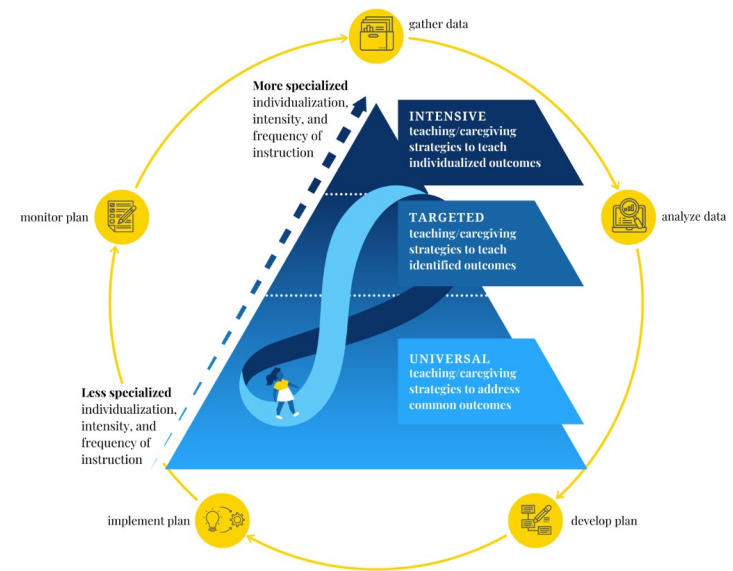 gather data
More specialized
individualization,
intensity, and
frequency of
instruction
INTENSIVE
teaching/caregiving
strategies to teach
individualized outcomes
monitor plan
analyze data
TARGETED
teaching/caregiving
strategies to teach
identified outcomes
UNIVERSAL
teaching/caregiving
strategies to address
common outcomes
Less specialized
individualization,
intensity, and
frequency of
instruction
implement plan
develop plan